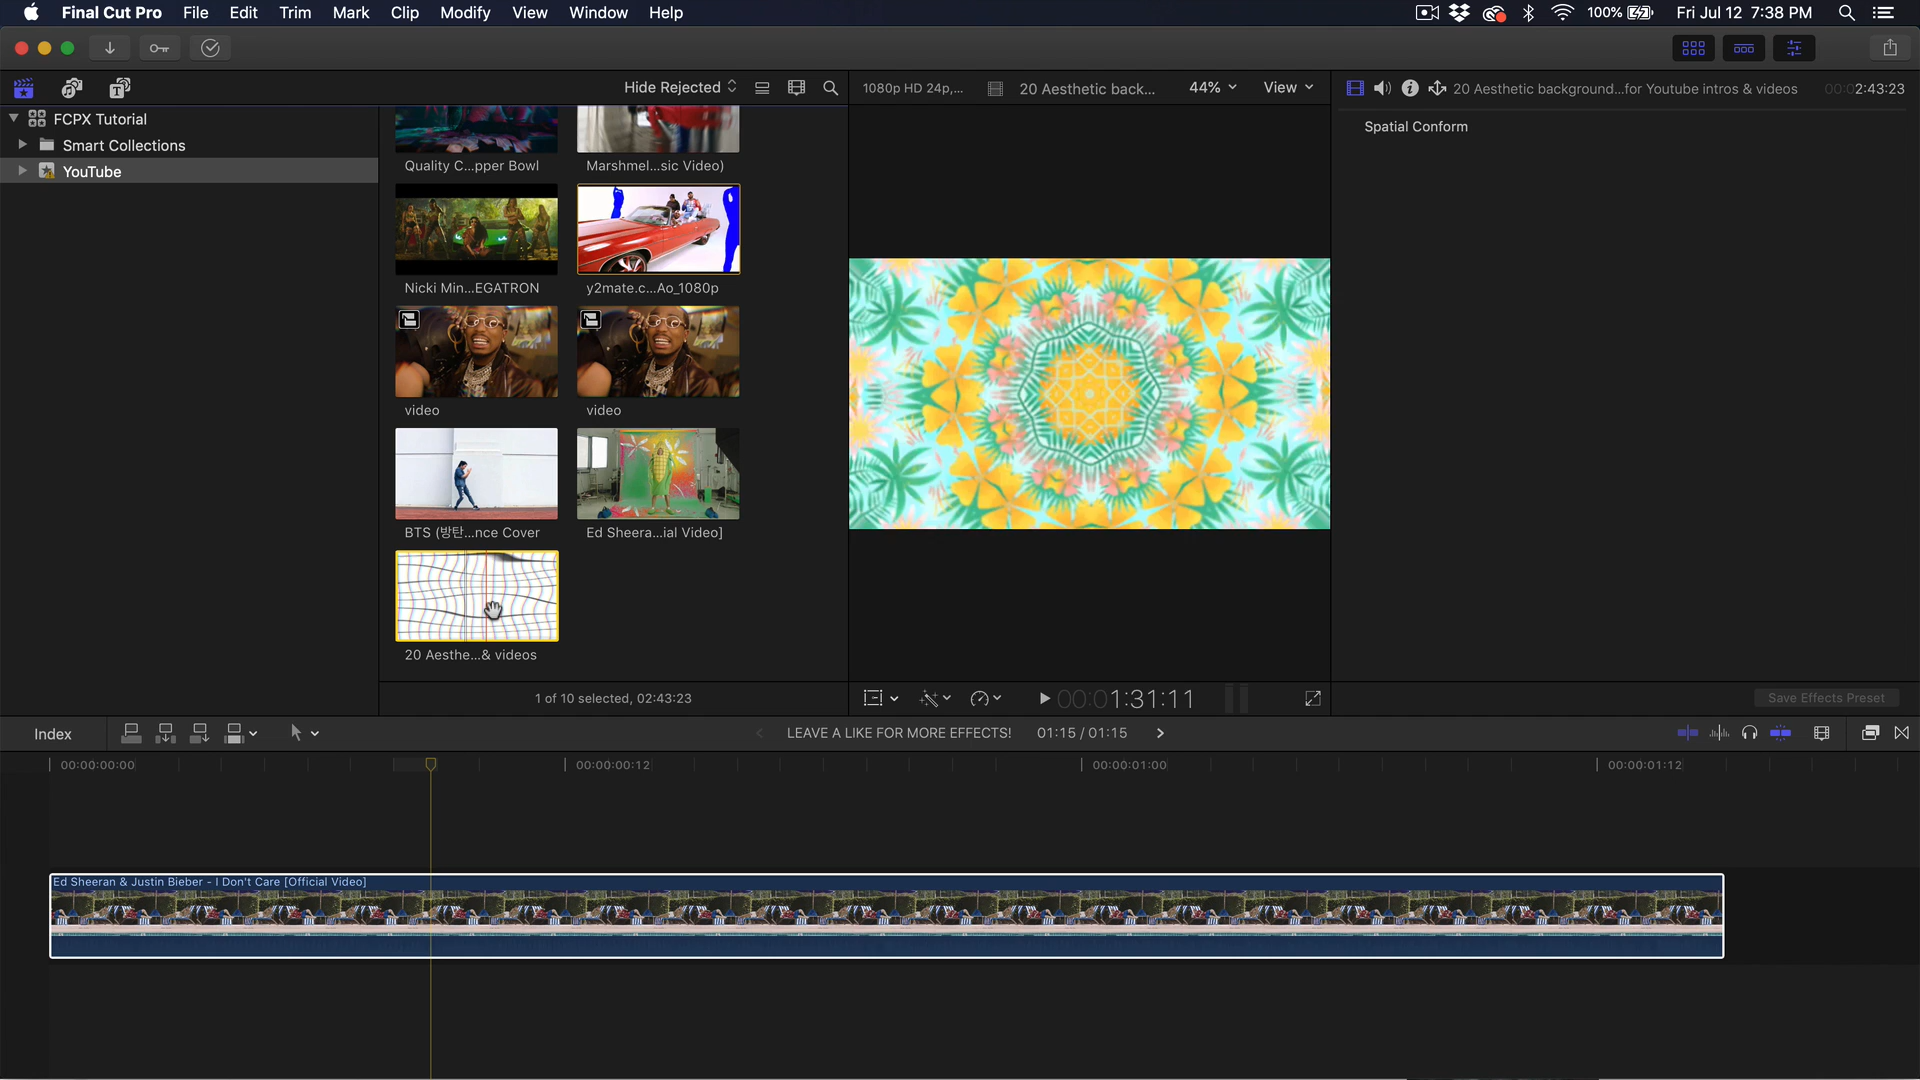 Final Cut Pro File Edit Trim Mark Clip Modify View Window Help 100% Fri Jul 12 7:38 PM
Hide Rejected 1080p HD 24p,... 20 Aesthetic back... 44% View 20 Aesthetic background...for Youtube intros & videos 00:02:43:23
FCPX Tutorial
Smart Collections
YouTube
Quality C...pper Bowl
Marshmel...sic Video)
Nicki Min...EGATRON
y2mate.c...Ao_1080p
video
video
BTS (방탄...nce Cover
Ed Sheera...ial Video]
20 Aesthe...& videos
1 of 10 selected, 02:43:23
00:01:31:11
Spatial Conform
Save Effects Preset
Index LEAVE A LIKE FOR MORE EFFECTS! 01:15 / 01:15
00:00:00:00 00:00:00:12 00:00:01:00 00:00:01:12
Ed Sheeran & Justin Bieber - I Don't Care [Official Video]